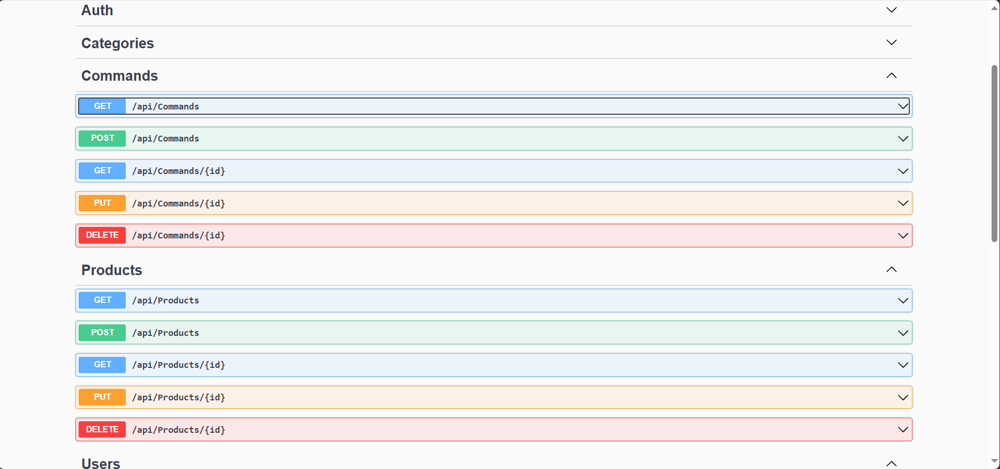 Auth
Categories
Commands
GET /api/Commands
POST /api/Commands
GET /api/Commands/{id}
PUT /api/Commands/{id}
DELETE /api/Commands/{id}
Products
GET /api/Products
POST /api/Products
GET /api/Products/{id}
PUT /api/Products/{id}
DELETE /api/Products/{id}
Users